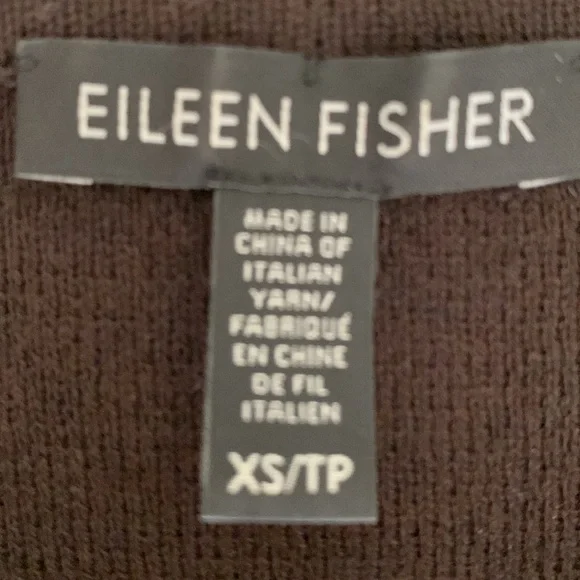 EILEEN FISHER
MADE IN
CHINA OF
ITALIAN
YARN/
FABRIQUÉ
EN CHINE
DE FIL
ITALIEN
XS/TP